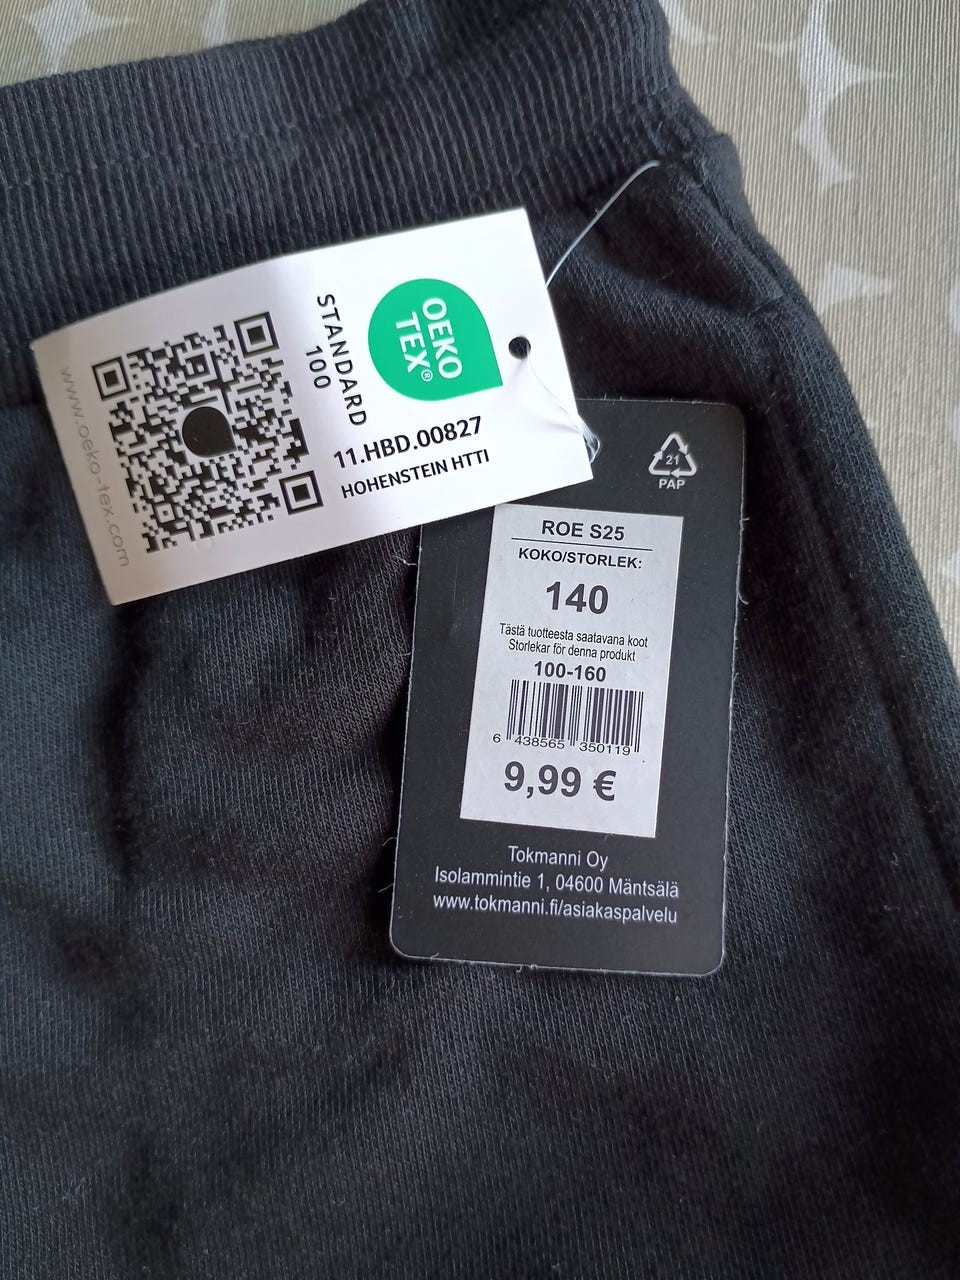 OEKO
TEX®
STANDARD
100
11.HBD.00827
HOHENSTEIN HTTI
www.oeko-tex.com
21
PAP
ROE S25
KOKO/STORLEK:
140
Tästä tuotteesta saatavana koot
Storlekar för denna produkt
100-160
6 438565 350119
9,99 €
Tokmanni Oy
Isolammintie 1, 04600 Mäntsälä
www.tokmanni.fi/asiakaspalvelu